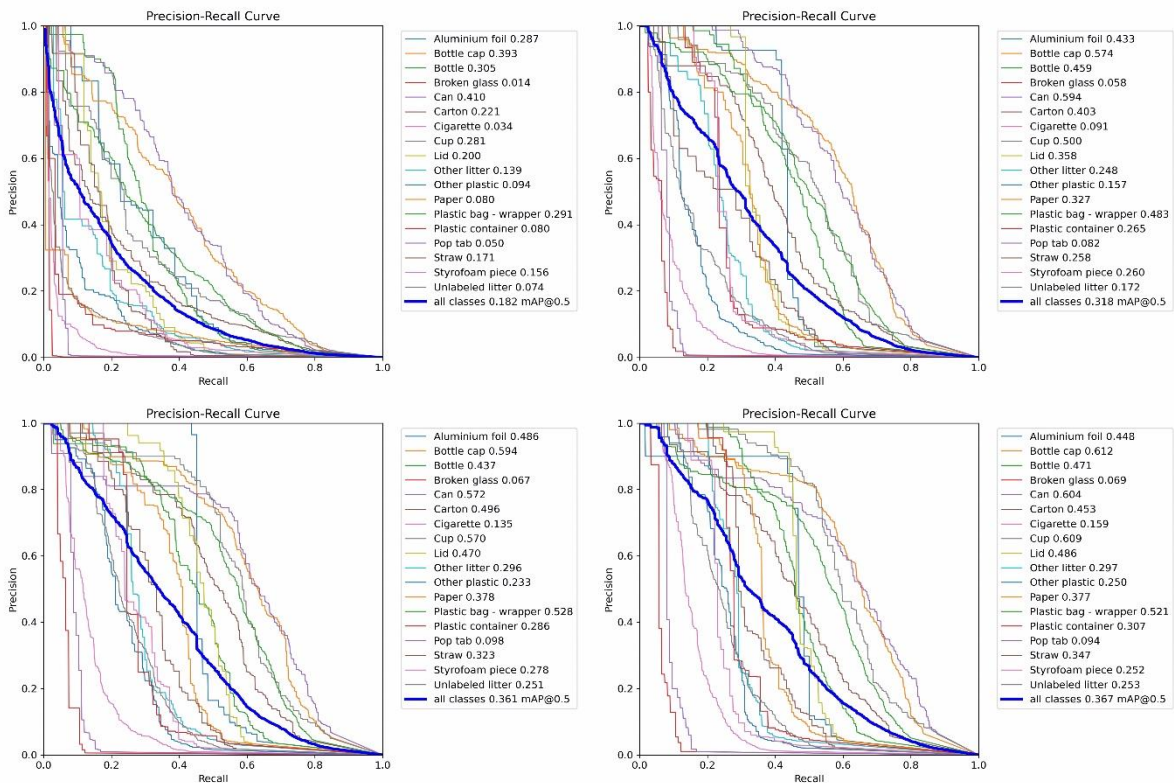 Precision-Recall Curve
Precision
1.0
0.8
0.6
0.4
0.2
0.0
0.0 0.2 0.4 0.6 0.8 1.0
Recall
Aluminium foil 0.287
Bottle cap 0.393
Bottle 0.305
Broken glass 0.014
Can 0.410
Carton 0.221
Cigarette 0.034
Cup 0.281
Lid 0.200
Other litter 0.139
Other plastic 0.094
Paper 0.080
Plastic bag - wrapper 0.291
Plastic container 0.080
Pop tab 0.050
Straw 0.171
Styrofoam piece 0.156
Unlabeled litter 0.074
all classes 0.182 mAP@0.5
Precision-Recall Curve
Precision
1.0
0.8
0.6
0.4
0.2
0.0
0.0 0.2 0.4 0.6 0.8 1.0
Recall
Aluminium foil 0.433
Bottle cap 0.574
Bottle 0.459
Broken glass 0.058
Can 0.594
Carton 0.403
Cigarette 0.091
Cup 0.500
Lid 0.358
Other litter 0.248
Other plastic 0.157
Paper 0.327
Plastic bag - wrapper 0.483
Plastic container 0.265
Pop tab 0.082
Straw 0.258
Styrofoam piece 0.260
Unlabeled litter 0.172
all classes 0.318 mAP@0.5
Precision-Recall Curve
Precision
1.0
0.8
0.6
0.4
0.2
0.0
0.0 0.2 0.4 0.6 0.8 1.0
Recall
Aluminium foil 0.486
Bottle cap 0.594
Bottle 0.437
Broken glass 0.067
Can 0.572
Carton 0.496
Cigarette 0.135
Cup 0.570
Lid 0.470
Other litter 0.296
Other plastic 0.233
Paper 0.378
Plastic bag - wrapper 0.528
Plastic container 0.286
Pop tab 0.098
Straw 0.323
Styrofoam piece 0.278
Unlabeled litter 0.251
all classes 0.361 mAP@0.5
Precision-Recall Curve
Precision
1.0
0.8
0.6
0.4
0.2
0.0
0.0 0.2 0.4 0.6 0.8 1.0
Recall
Aluminium foil 0.448
Bottle cap 0.612
Bottle 0.471
Broken glass 0.069
Can 0.604
Carton 0.453
Cigarette 0.159
Cup 0.609
Lid 0.486
Other litter 0.297
Other plastic 0.250
Paper 0.377
Plastic bag - wrapper 0.521
Plastic container 0.307
Pop tab 0.094
Straw 0.347
Styrofoam piece 0.252
Unlabeled litter 0.253
all classes 0.367 mAP@0.5